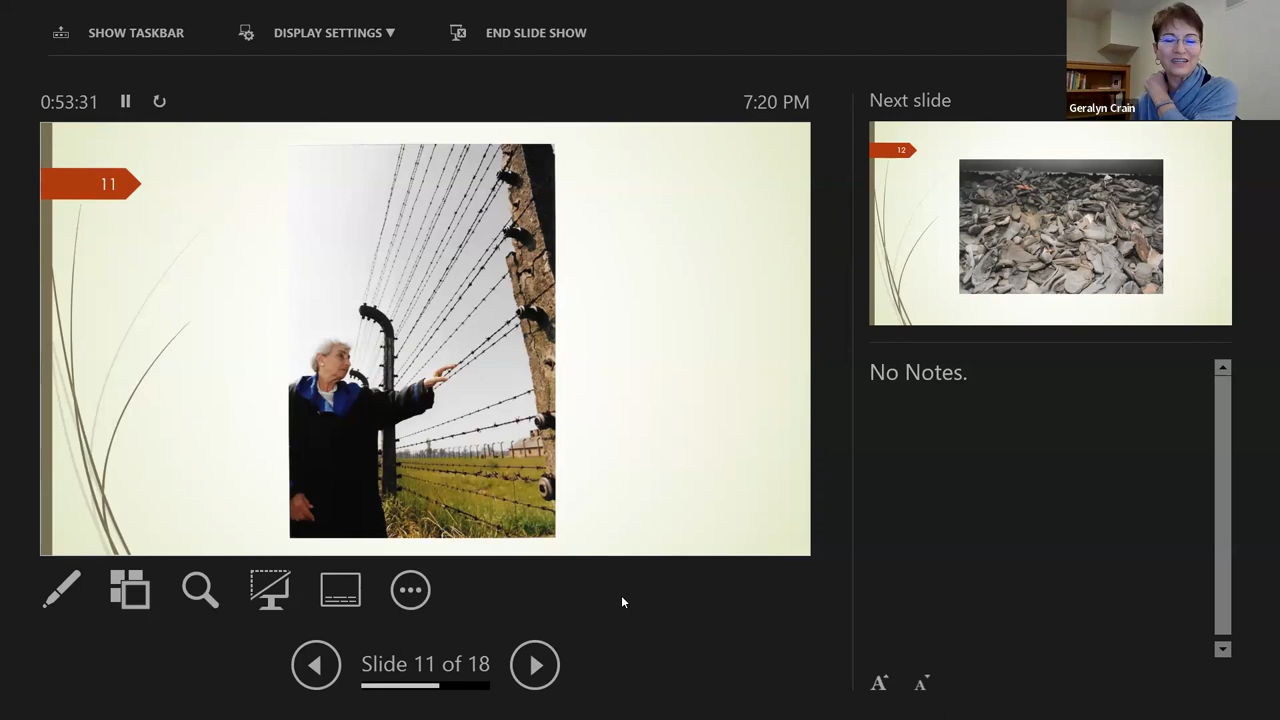 SHOW TASKBAR
DISPLAY SETTINGS ▼
END SLIDE SHOW
Geralyn Crain
0:53:31
7:20 PM
Next slide
11
12
No Notes.
Slide 11 of 18
A A